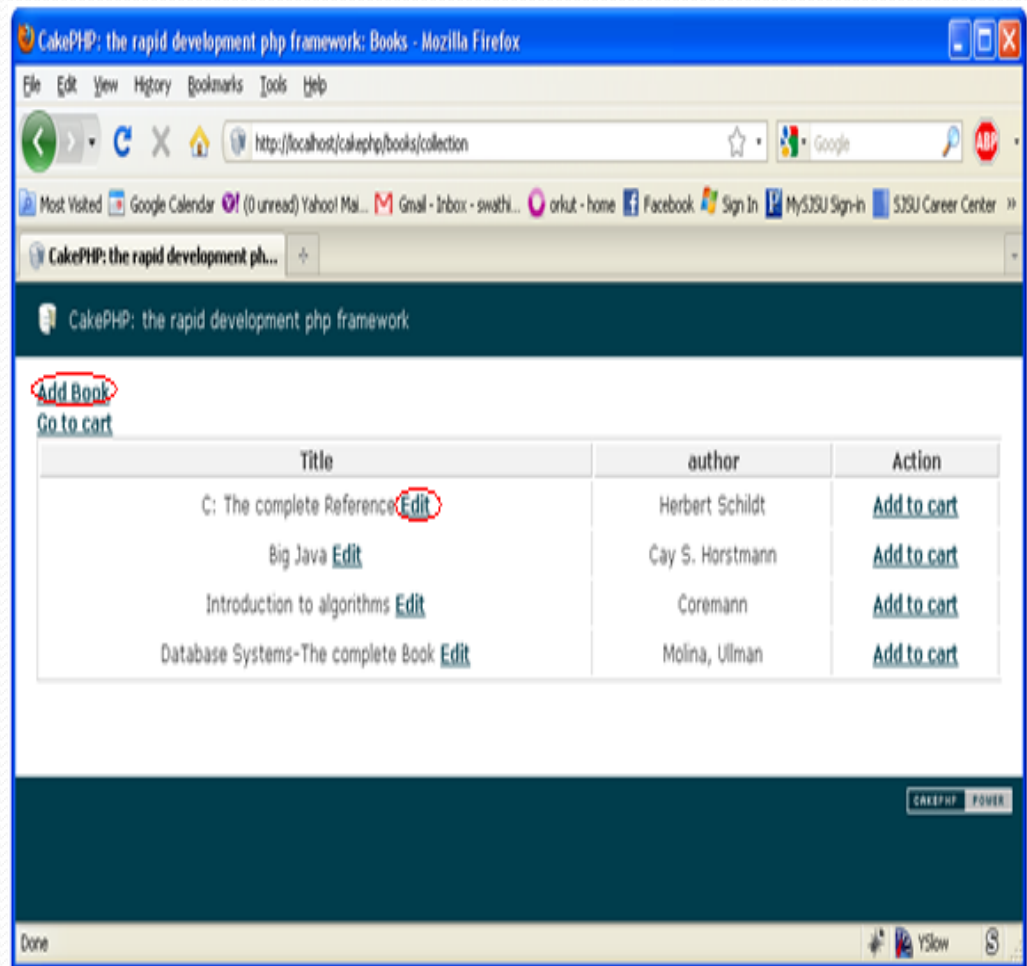 CakePHP: the rapid development php framework: Books - Mozilla Firefox
File Edit View History Bookmarks Tools Help
http://localhost/cakephp/books/collection Google ABP
Most Visited Google Calendar (0 unread) Yahoo! Mai... Gmail - Inbox - swathi... orkut - home Facebook Sign In MySJSU Sign-in SJSU Career Center »
CakePHP: the rapid development ph...
CakePHP: the rapid development php framework
Add Book
Go to cart
Title author Action
C: The complete Reference Edit Herbert Schildt Add to cart
Big Java Edit Cay S. Horstmann Add to cart
Introduction to algorithms Edit Coremann Add to cart
Database Systems-The complete Book Edit Molina, Ullman Add to cart
CAKEPHP POWER
Done YSlow S